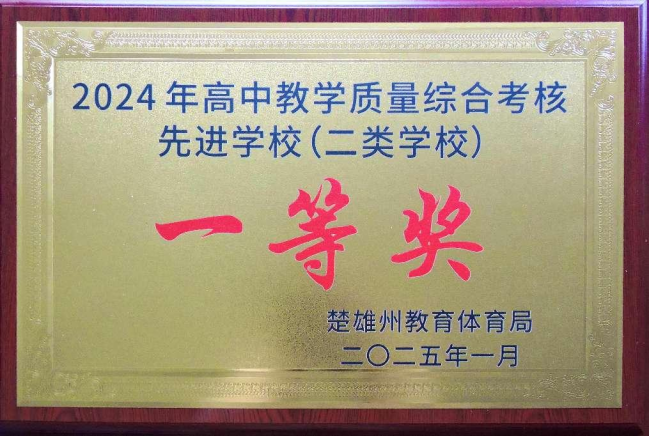 2024年高中教学质量综合考核
先进学校(二类学校)
一等奖
楚雄州教育体育局
二〇二五年一月